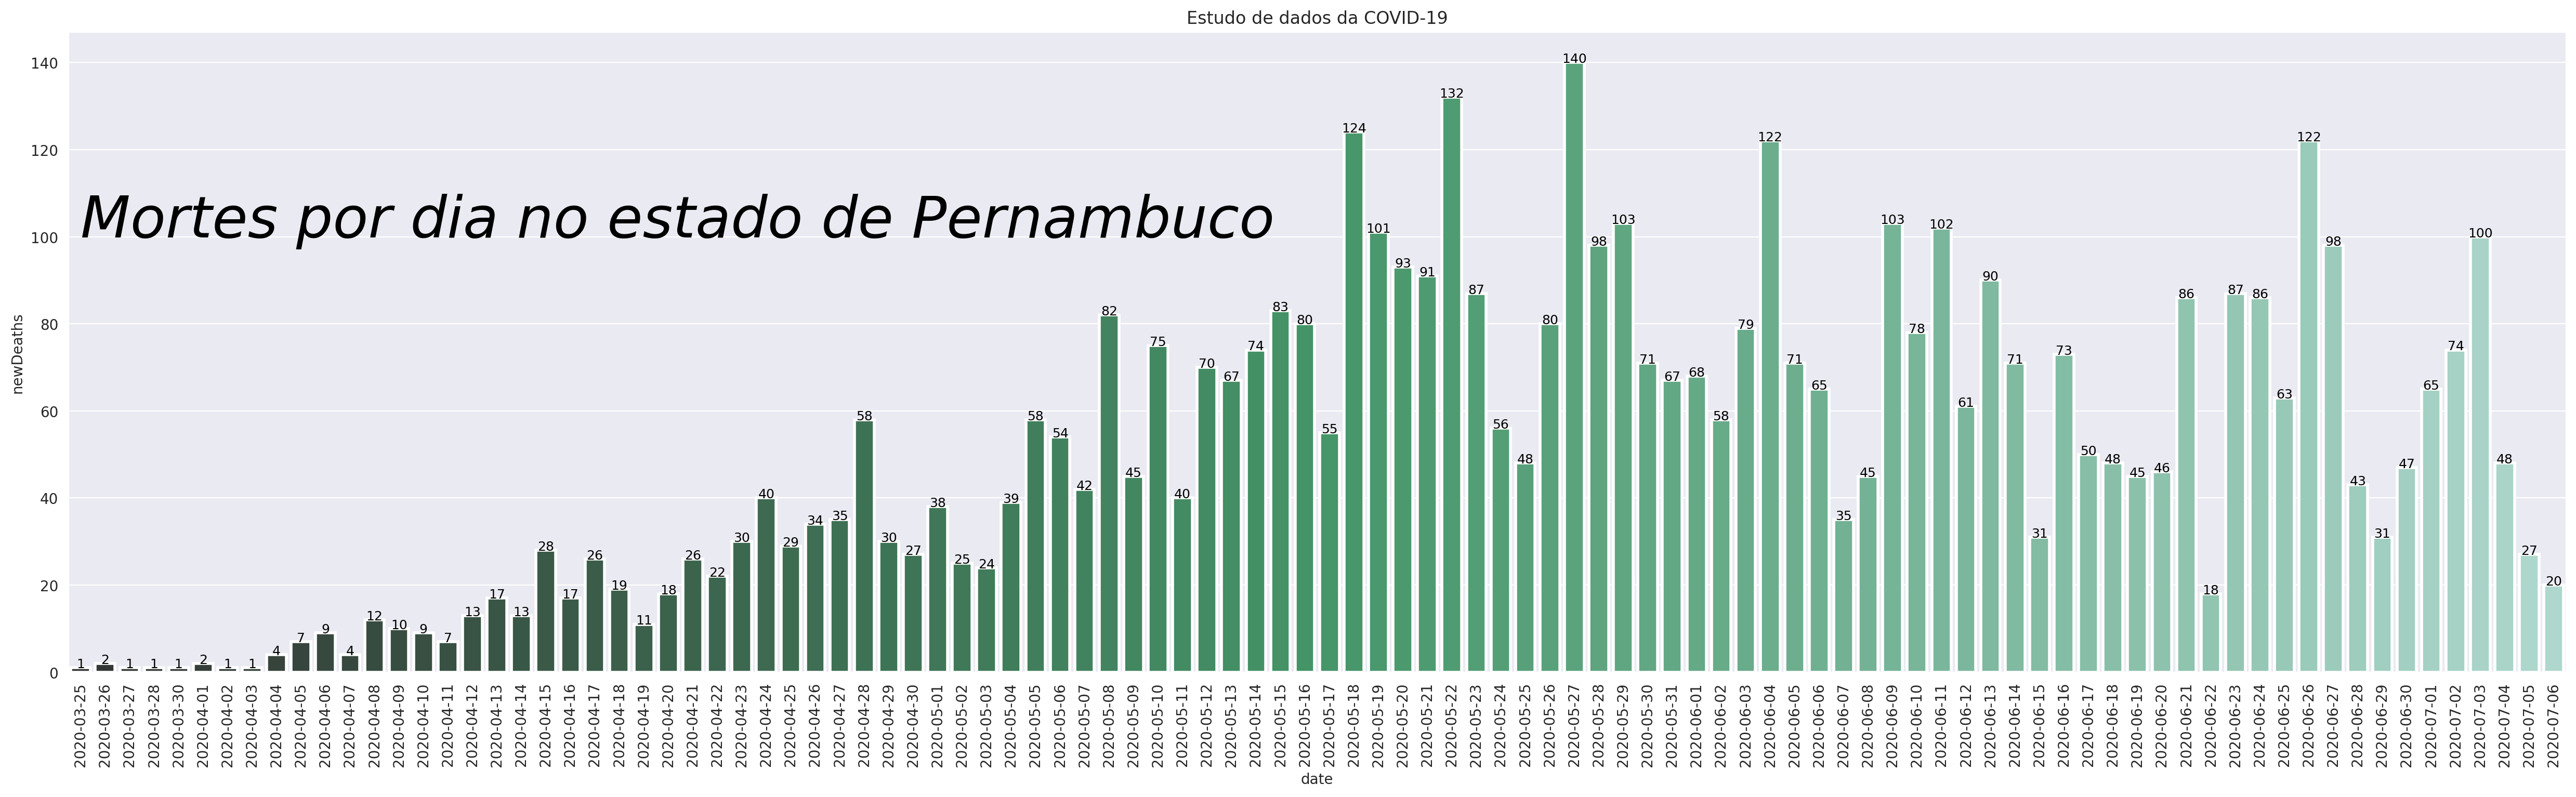 Estudo de dados da COVID-19
140
120
100
80
60
40
20
0
newDeaths
Mortes por dia no estado de Pernambuco
1 2 1 1 1 2 1 1 4 7 9 4 12 10 9 7 13 17 13 28 17 26 19 11 18 26 22 30 40 29 34 35 58 30 27 38 25 24 39 58 54 42 82 45 75 40 70 67 74 83 80 55 124 101 93 91 132 87 56 48 80 140 98 103 71 67 68 58 79 122 71 65 35 45 103 78 102 61 90 71 31 73 50 48 45 46 86 18 87 86 63 122 98 43 31 47 65 74 100 48 27 20
2020-03-25 2020-03-26 2020-03-27 2020-03-28 2020-03-30 2020-04-01 2020-04-02 2020-04-03 2020-04-04 2020-04-05 2020-04-06 2020-04-07 2020-04-08 2020-04-09 2020-04-10 2020-04-11 2020-04-12 2020-04-13 2020-04-14 2020-04-15 2020-04-16 2020-04-17 2020-04-18 2020-04-19 2020-04-20 2020-04-21 2020-04-22 2020-04-23 2020-04-24 2020-04-25 2020-04-26 2020-04-27 2020-04-28 2020-04-29 2020-04-30 2020-05-01 2020-05-02 2020-05-03 2020-05-04 2020-05-05 2020-05-06 2020-05-07 2020-05-08 2020-05-09 2020-05-10 2020-05-11 2020-05-12 2020-05-13 2020-05-14 2020-05-15 2020-05-16 2020-05-17 2020-05-18 2020-05-19 2020-05-20 2020-05-21 2020-05-22 2020-05-23 2020-05-24 2020-05-25 2020-05-26 2020-05-27 2020-05-28 2020-05-29 2020-05-30 2020-05-31 2020-06-01 2020-06-02 2020-06-03 2020-06-04 2020-06-05 2020-06-06 2020-06-07 2020-06-08 2020-06-09 2020-06-10 2020-06-11 2020-06-12 2020-06-13 2020-06-14 2020-06-15 2020-06-16 2020-06-17 2020-06-18 2020-06-19 2020-06-20 2020-06-21 2020-06-22 2020-06-23 2020-06-24 2020-06-25 2020-06-26 2020-06-27 2020-06-28 2020-06-29 2020-06-30 2020-07-01 2020-07-02 2020-07-03 2020-07-04 2020-07-05 2020-07-06
date